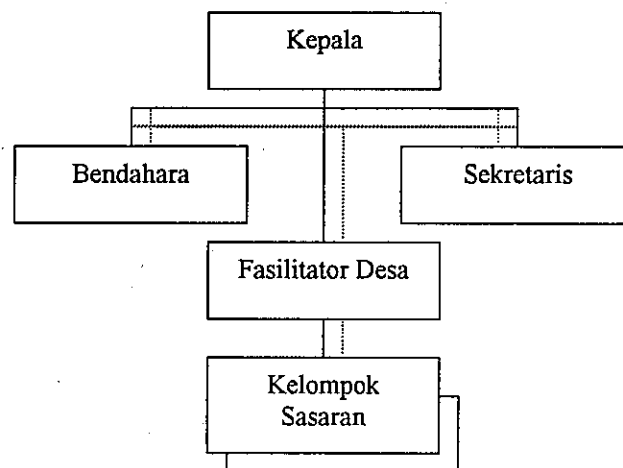 Kepala
Bendahara
Sekretaris
Fasilitator Desa
Kelompok
Sasaran